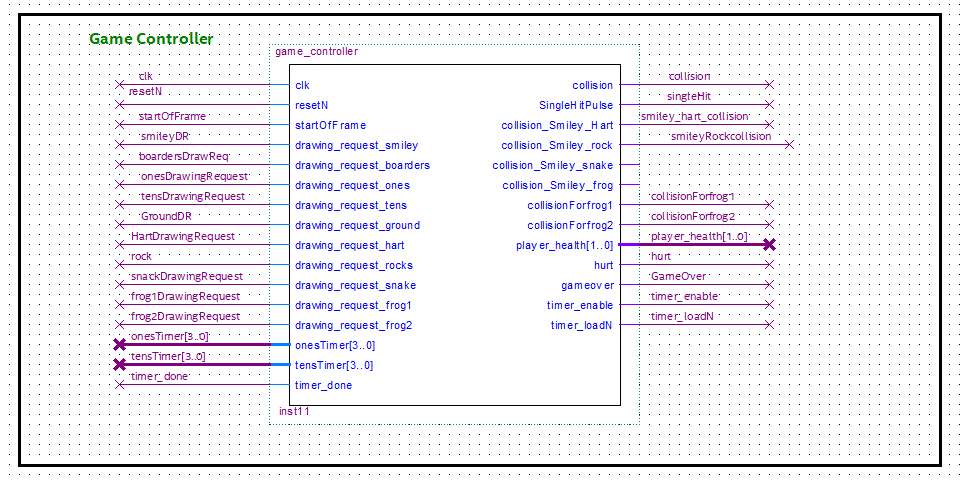 Game Controller
game_controller
clk clk collision collision
resetN resetN SingleHitPulse singleHit
startOfFrame startOfFrame collision_Smiley_Hart smiley_hart_collision
smileyDR drawing_request_smiley collision_Smiley_rock smileyRockcollision
boardersDrawReq drawing_request_boarders collision_Smiley_snake
onesDrawingRequest drawing_request_ones collision_Smiley_frog
tensDrawingRequest drawing_request_tens collisionForfrog1 collisionForfrog1
GroundDR drawing_request_ground collisionForfrog2 collisionForfrog2
HartDrawingRequest drawing_request_hart player_health[1..0] player_health[1..0]
rock drawing_request_rocks hurt hurt
snackDrawingRequest drawing_request_snake gameover GameOver
frog1DrawingRequest drawing_request_frog1 timer_enable timer_enable
frog2DrawingRequest drawing_request_frog2 timer_loadN timer_loadN
onesTimer[3..0] onesTimer[3..0]
tensTimer[3..0] tensTimer[3..0]
timer_done timer_done
inst11